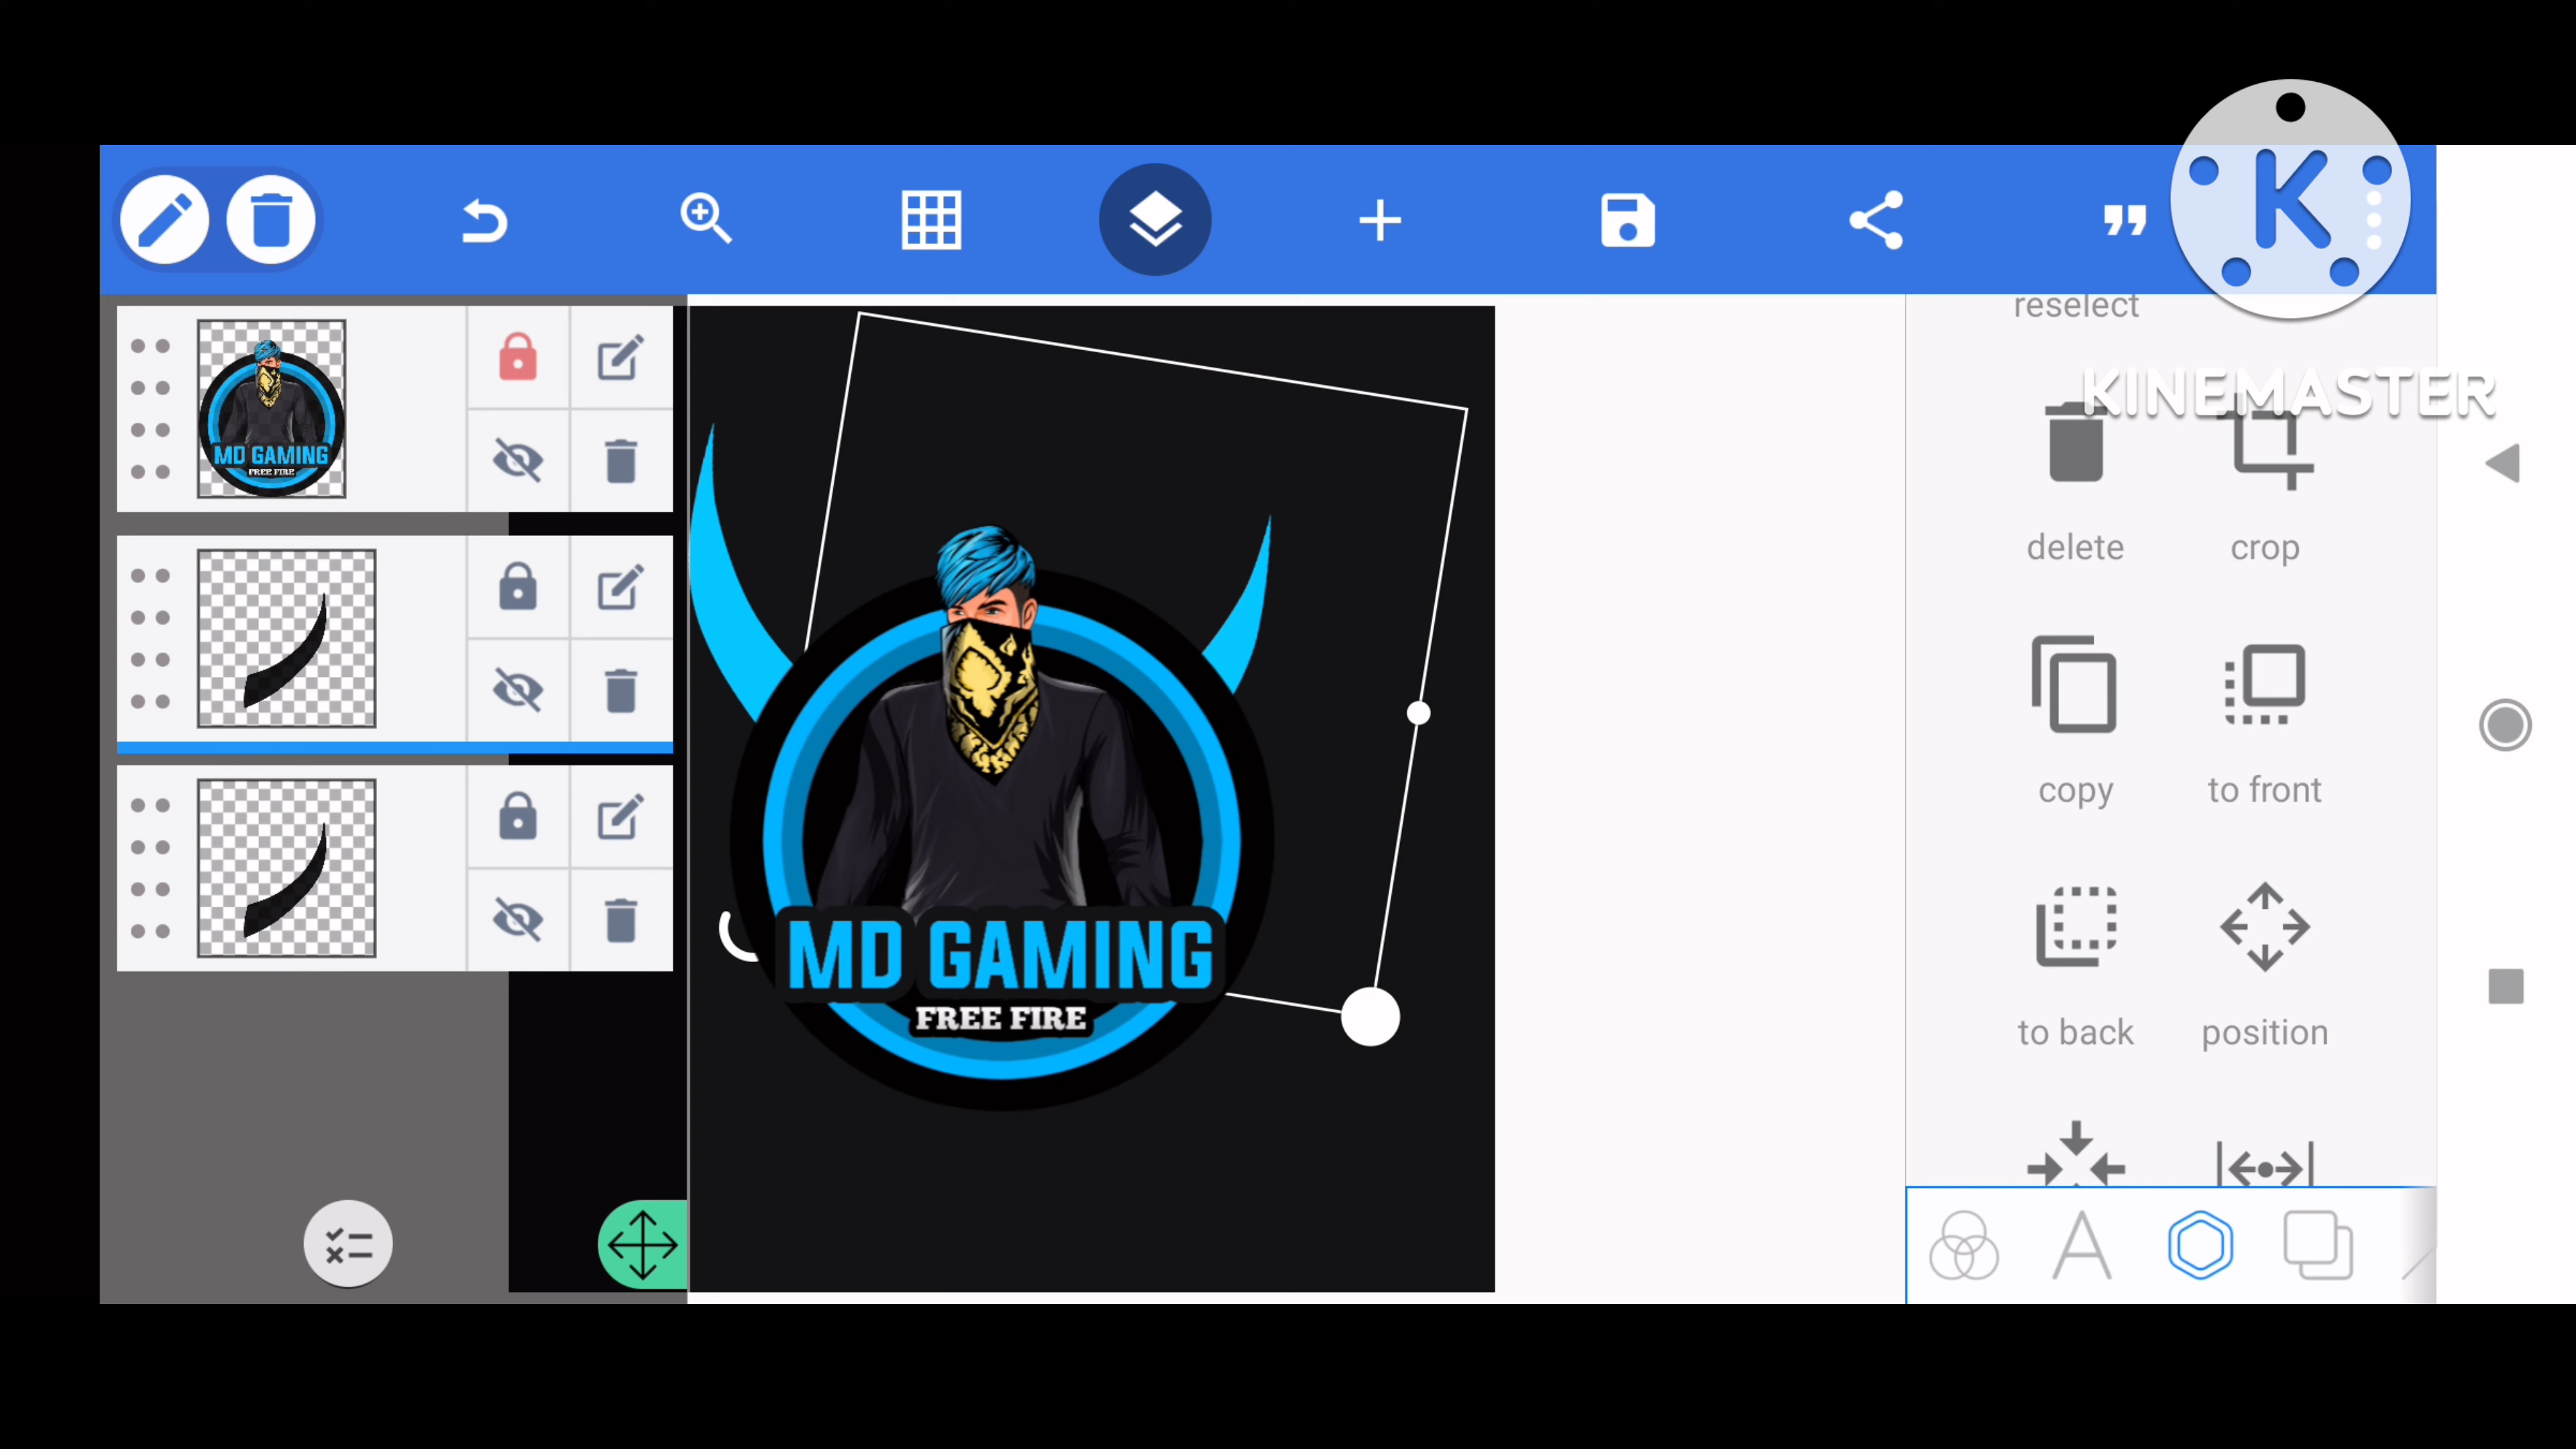 K
reselect
KINEMASTER
MD GAMING
FREE FIRE
delete
crop
copy
to front
MD GAMING
FREE FIRE
to back
position